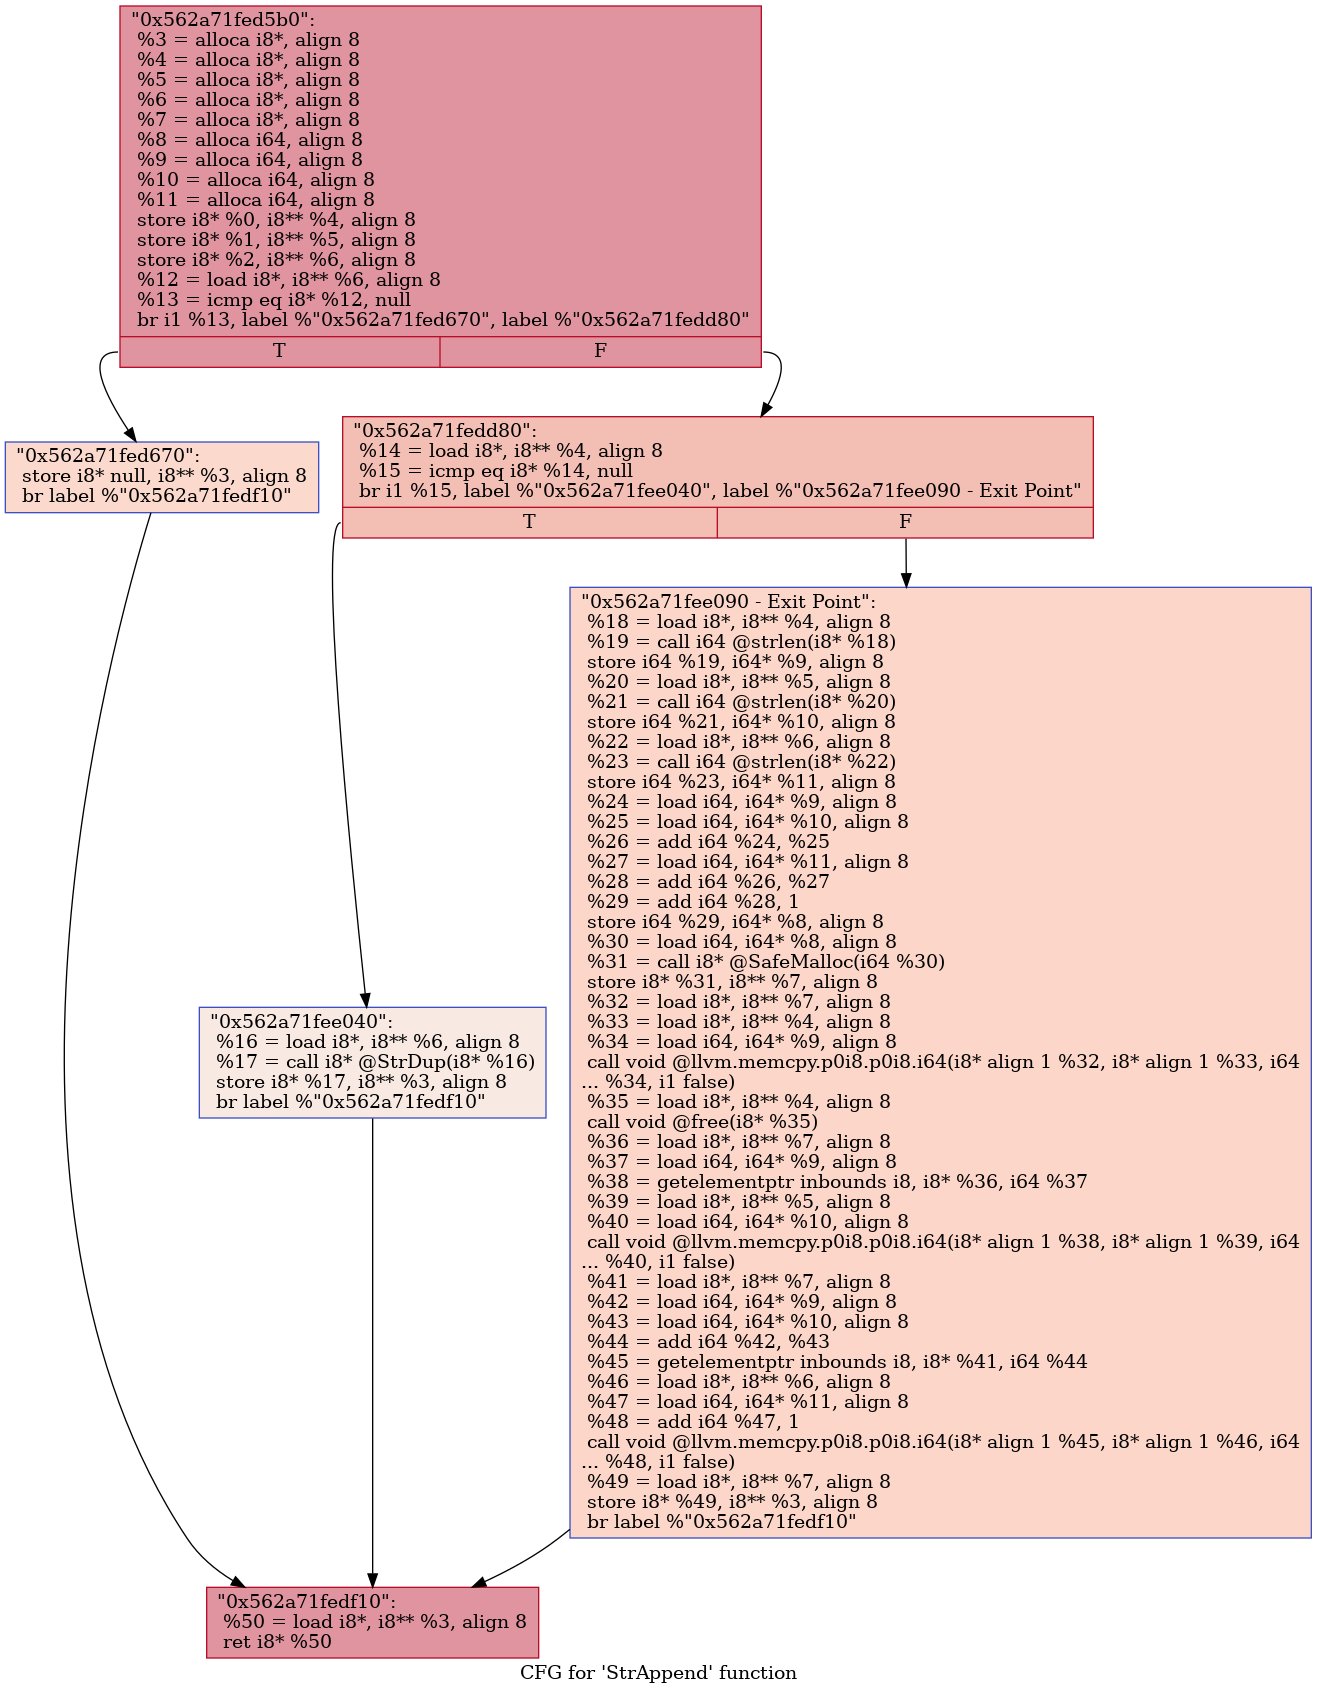 "0x562a71fed5b0":
%3 = alloca i8*, align 8
%4 = alloca i8*, align 8
%5 = alloca i8*, align 8
%6 = alloca i8*, align 8
%7 = alloca i8*, align 8
%8 = alloca i64, align 8
%9 = alloca i64, align 8
%10 = alloca i64, align 8
%11 = alloca i64, align 8
store i8* %0, i8** %4, align 8
store i8* %1, i8** %5, align 8
store i8* %2, i8** %6, align 8
%12 = load i8*, i8** %6, align 8
%13 = icmp eq i8* %12, null
br i1 %13, label %"0x562a71fed670", label %"0x562a71fedd80"
T
F
"0x562a71fed670":
store i8* null, i8** %3, align 8
br label %"0x562a71fedf10"
"0x562a71fedd80":
%14 = load i8*, i8** %4, align 8
%15 = icmp eq i8* %14, null
br i1 %15, label %"0x562a71fee040", label %"0x562a71fee090 - Exit Point"
T
F
"0x562a71fee090 - Exit Point":
%18 = load i8*, i8** %4, align 8
%19 = call i64 @strlen(i8* %18)
store i64 %19, i64* %9, align 8
%20 = load i8*, i8** %5, align 8
%21 = call i64 @strlen(i8* %20)
store i64 %21, i64* %10, align 8
%22 = load i8*, i8** %6, align 8
%23 = call i64 @strlen(i8* %22)
store i64 %23, i64* %11, align 8
%24 = load i64, i64* %9, align 8
%25 = load i64, i64* %10, align 8
%26 = add i64 %24, %25
%27 = load i64, i64* %11, align 8
%28 = add i64 %26, %27
%29 = add i64 %28, 1
store i64 %29, i64* %8, align 8
%30 = load i64, i64* %8, align 8
%31 = call i8* @SafeMalloc(i64 %30)
store i8* %31, i8** %7, align 8
%32 = load i8*, i8** %7, align 8
%33 = load i8*, i8** %4, align 8
%34 = load i64, i64* %9, align 8
call void @llvm.memcpy.p0i8.p0i8.i64(i8* align 1 %32, i8* align 1 %33, i64
... %34, i1 false)
%35 = load i8*, i8** %4, align 8
call void @free(i8* %35)
%36 = load i8*, i8** %7, align 8
%37 = load i64, i64* %9, align 8
%38 = getelementptr inbounds i8, i8* %36, i64 %37
%39 = load i8*, i8** %5, align 8
%40 = load i64, i64* %10, align 8
call void @llvm.memcpy.p0i8.p0i8.i64(i8* align 1 %38, i8* align 1 %39, i64
... %40, i1 false)
%41 = load i8*, i8** %7, align 8
%42 = load i64, i64* %9, align 8
%43 = load i64, i64* %10, align 8
%44 = add i64 %42, %43
%45 = getelementptr inbounds i8, i8* %41, i64 %44
%46 = load i8*, i8** %6, align 8
%47 = load i64, i64* %11, align 8
%48 = add i64 %47, 1
call void @llvm.memcpy.p0i8.p0i8.i64(i8* align 1 %45, i8* align 1 %46, i64
... %48, i1 false)
%49 = load i8*, i8** %7, align 8
store i8* %49, i8** %3, align 8
br label %"0x562a71fedf10"
"0x562a71fee040":
%16 = load i8*, i8** %6, align 8
%17 = call i8* @StrDup(i8* %16)
store i8* %17, i8** %3, align 8
br label %"0x562a71fedf10"
"0x562a71fedf10":
%50 = load i8*, i8** %3, align 8
ret i8* %50
CFG for 'StrAppend' function